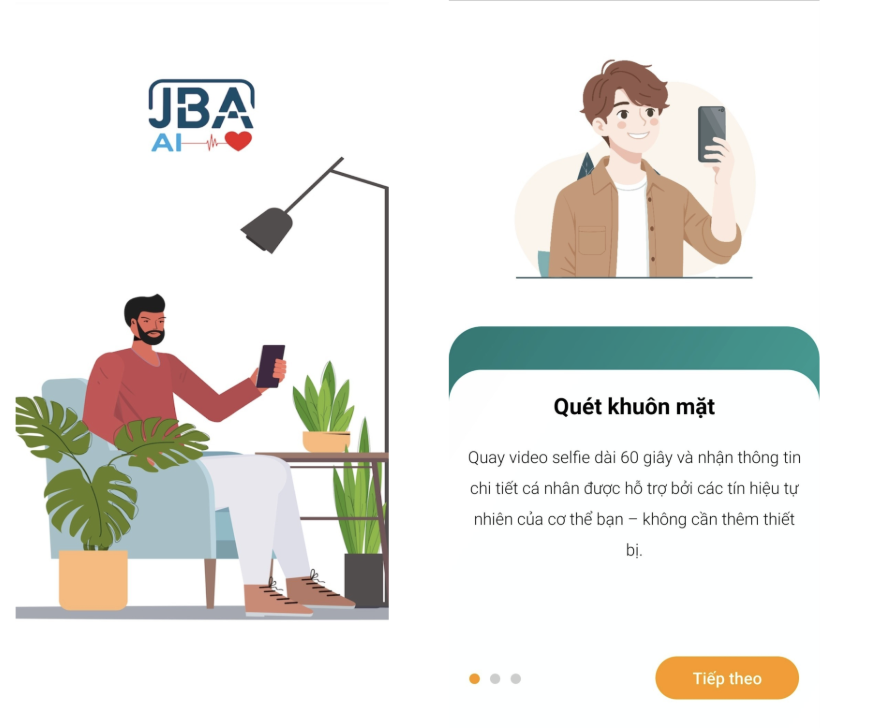 JBA
AI
Quét khuôn mặt
Quay video selfie dài 60 giây và nhận thông tin
chi tiết cá nhân được hỗ trợ bởi các tín hiệu tự
nhiên của cơ thể bạn – không cần thêm thiết
bị.
Tiếp theo